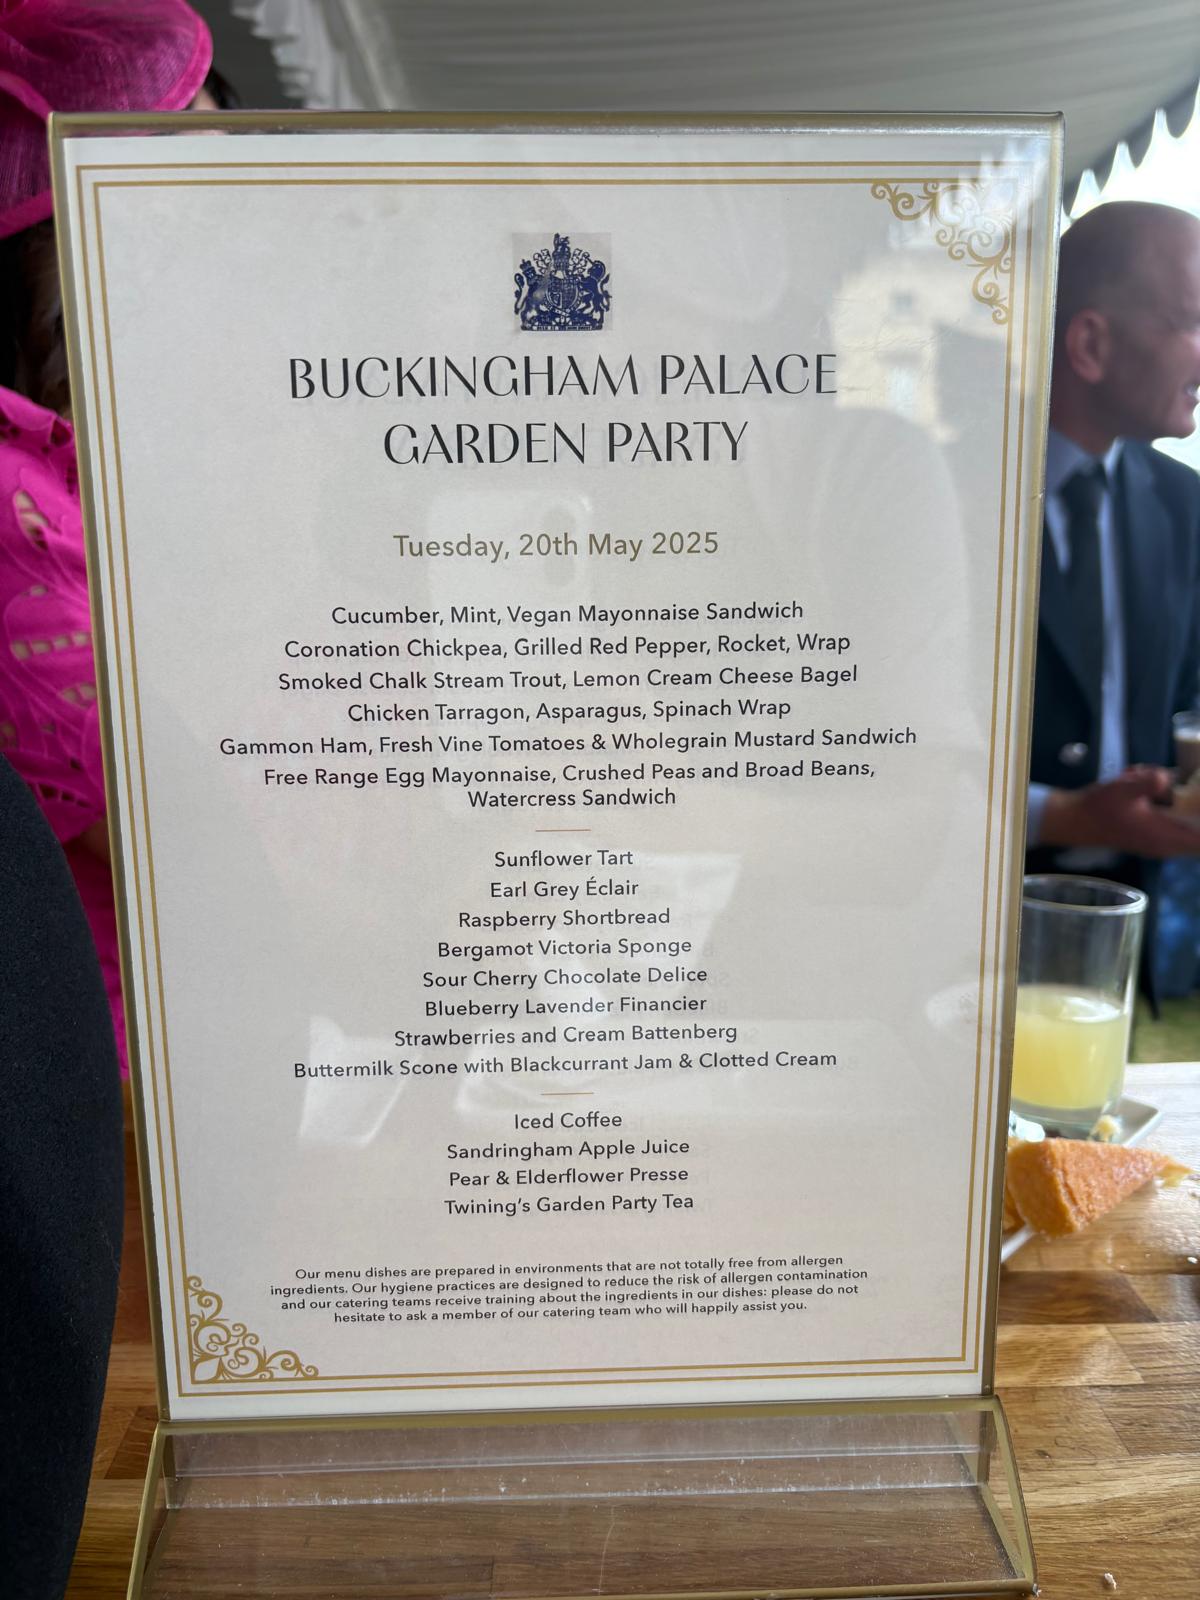 BUCKINGHAM PALACE
GARDEN PARTY
Tuesday, 20th May 2025
Cucumber, Mint, Vegan Mayonnaise Sandwich
Coronation Chickpea, Grilled Red Pepper, Rocket, Wrap
Smoked Chalk Stream Trout, Lemon Cream Cheese Bagel
Chicken Tarragon, Asparagus, Spinach Wrap
Gammon Ham, Fresh Vine Tomatoes & Wholegrain Mustard Sandwich
Free Range Egg Mayonnaise, Crushed Peas and Broad Beans,
Watercress Sandwich
Sunflower Tart
Earl Grey Éclair
Raspberry Shortbread
Bergamot Victoria Sponge
Sour Cherry Chocolate Delice
Blueberry Lavender Financier
Strawberries and Cream Battenberg
Buttermilk Scone with Blackcurrant Jam & Clotted Cream
Iced Coffee
Sandringham Apple Juice
Pear & Elderflower Presse
Twining's Garden Party Tea
Our menu dishes are prepared in environments that are not totally free from allergen
ingredients. Our hygiene practices are designed to reduce the risk of allergen contamination
and our catering teams receive training about the ingredients in our dishes: please do not
hesitate to ask a member of our catering team who will happily assist you.